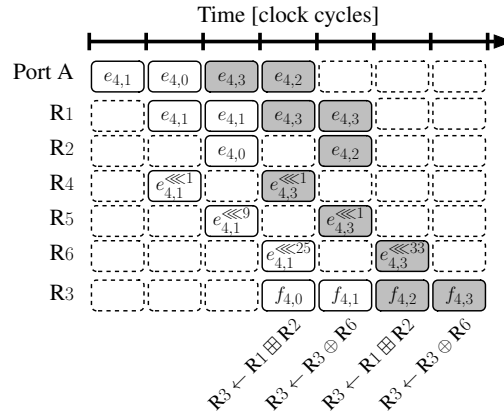 Time [clock cycles]
Port A e4,1 e4,0 e4,3 e4,2
R1 e4,1 e4,1 e4,3 e4,3
R2 e4,0 e4,2
R4 e4,1⋘1 e4,3⋘1
R5 e4,1⋘9 e4,3⋘1
R6 e4,1⋘25 e4,3⋘33
R3 f4,0 f4,1 f4,2 f4,3
R3 ← R1 ⊞ R2
R3 ← R3 ⊕ R6
R3 ← R1 ⊞ R2
R3 ← R3 ⊕ R6